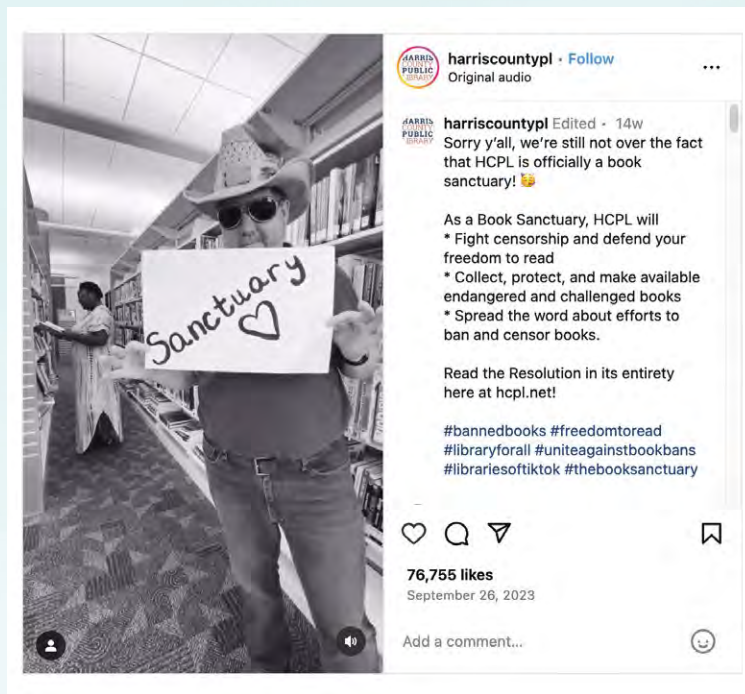 Sanctuary
HARRIS
COUNTY
PUBLIC
LIBRARY
harriscountypl · Follow
Original audio
HARRIS
COUNTY
PUBLIC
LIBRARY
harriscountypl Edited · 14w
Sorry y’all, we’re still not over the fact
that HCPL is officially a book
sanctuary! 🥳
As a Book Sanctuary, HCPL will
* Fight censorship and defend your
freedom to read
* Collect, protect, and make available
endangered and challenged books
* Spread the word about efforts to
ban and censor books.
Read the Resolution in its entirety
here at hcpl.net!
#bannedbooks #freedomtoread
#libraryforall #uniteagainstbookbans
#librariesoftiktok #thebooksanctuary
76,755 likes
September 26, 2023
Add a comment...